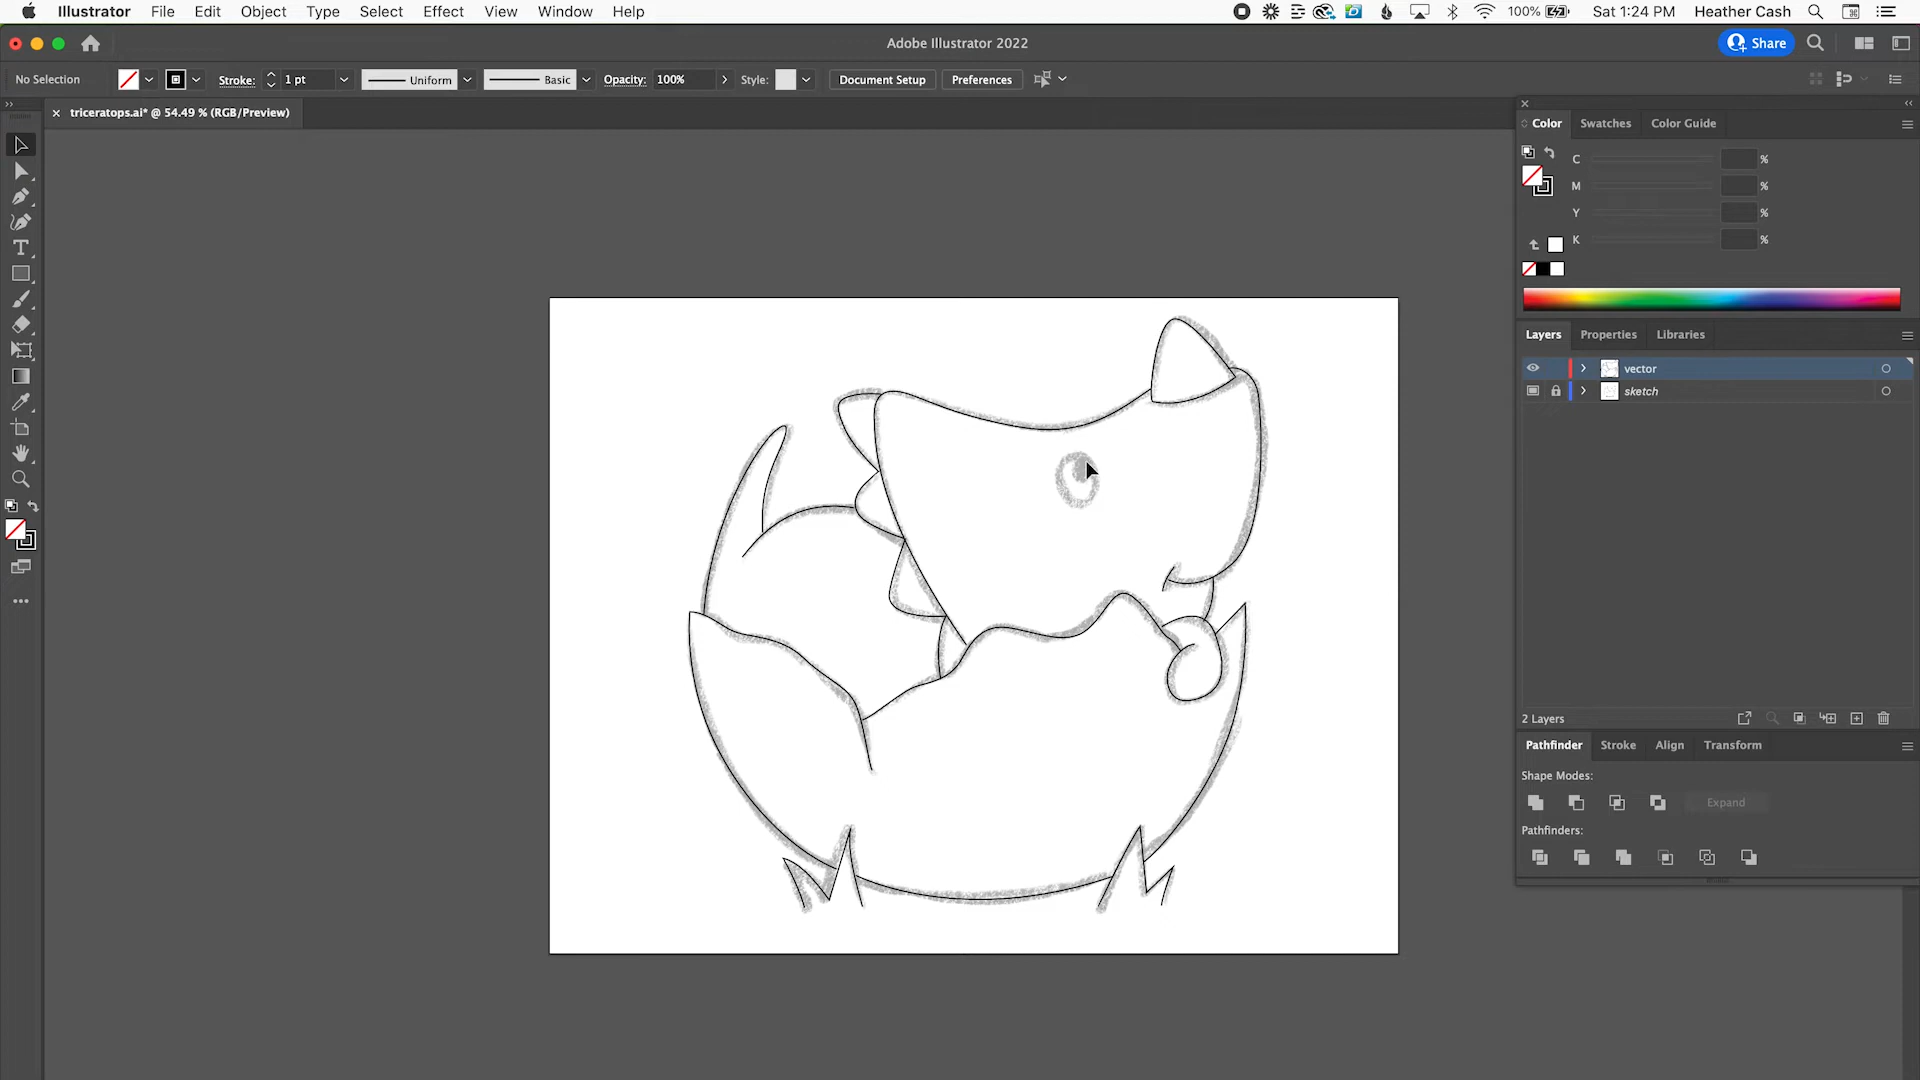 Illustrator File Edit Object Type Select Effect View Window Help 100% Sat 1:24 PM Heather Cash
Adobe Illustrator 2022 Share
No Selection Stroke: 1 pt Uniform Basic Opacity: 100% Style: Document Setup Preferences
triceratops.ai* @ 54.49 % (RGB/Preview)
Color Swatches Color Guide
C %
M %
Y %
K %
Layers Properties Libraries
vector
sketch
2 Layers
Pathfinder Stroke Align Transform
Shape Modes:
Expand
Pathfinders: